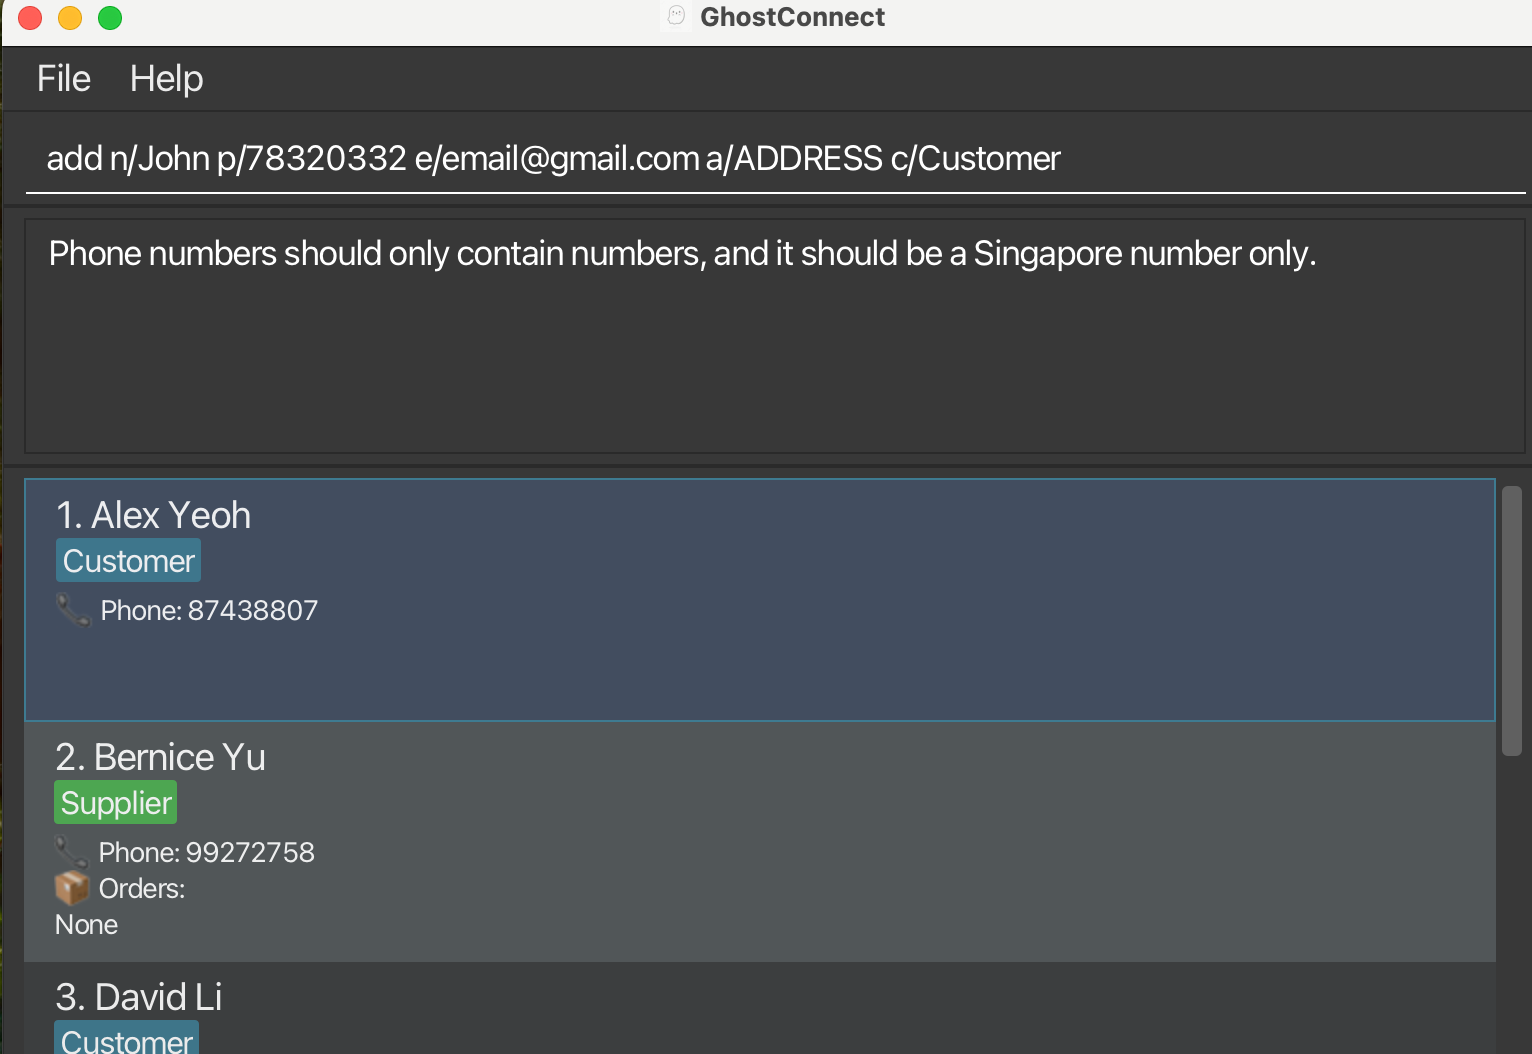 GhostConnect
File Help
add n/John p/78320332 e/email@gmail.com a/ADDRESS c/Customer
Phone numbers should only contain numbers, and it should be a Singapore number only.
1. Alex Yeoh
Customer
Phone: 87438807
2. Bernice Yu
Supplier
Phone: 99272758
Orders:
None
3. David Li
Customer